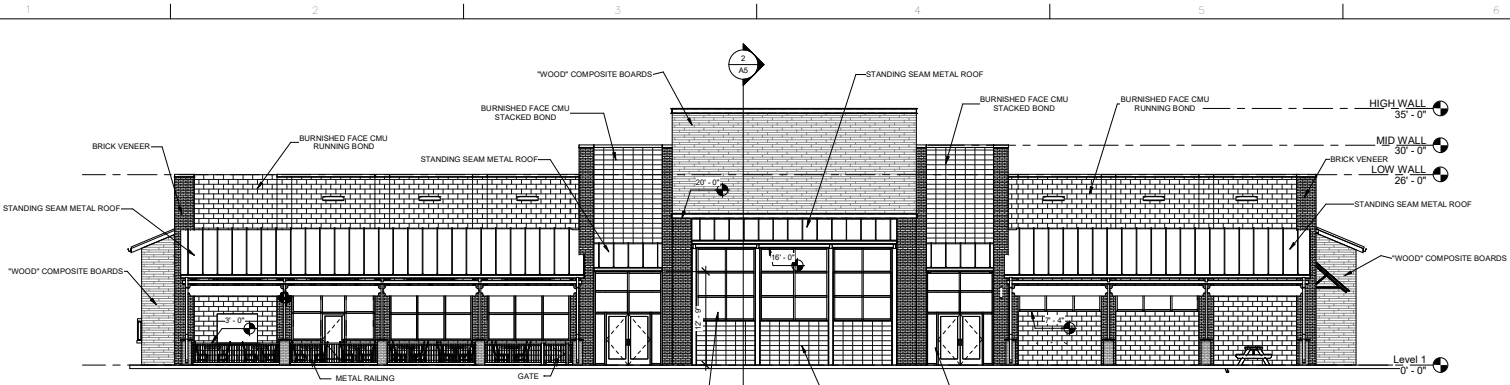 1 2 3 4 5 6
2
A5
"WOOD" COMPOSITE BOARDS
STANDING SEAM METAL ROOF
BURNISHED FACE CMU
STACKED BOND
BURNISHED FACE CMU
STACKED BOND
BURNISHED FACE CMU
RUNNING BOND
HIGH WALL
35' - 0"
BURNISHED FACE CMU
RUNNING BOND
BRICK VENEER
STANDING SEAM METAL ROOF
MID WALL
30' - 0"
BRICK VENEER
LOW WALL
26' - 0"
20' - 0"
STANDING SEAM METAL ROOF
STANDING SEAM METAL ROOF
"WOOD" COMPOSITE BOARDS
16' - 0"
"WOOD" COMPOSITE BOARDS
12' - 9"
3' - 0"
7' - 4"
Level 1
0' - 0"
METAL RAILING
GATE